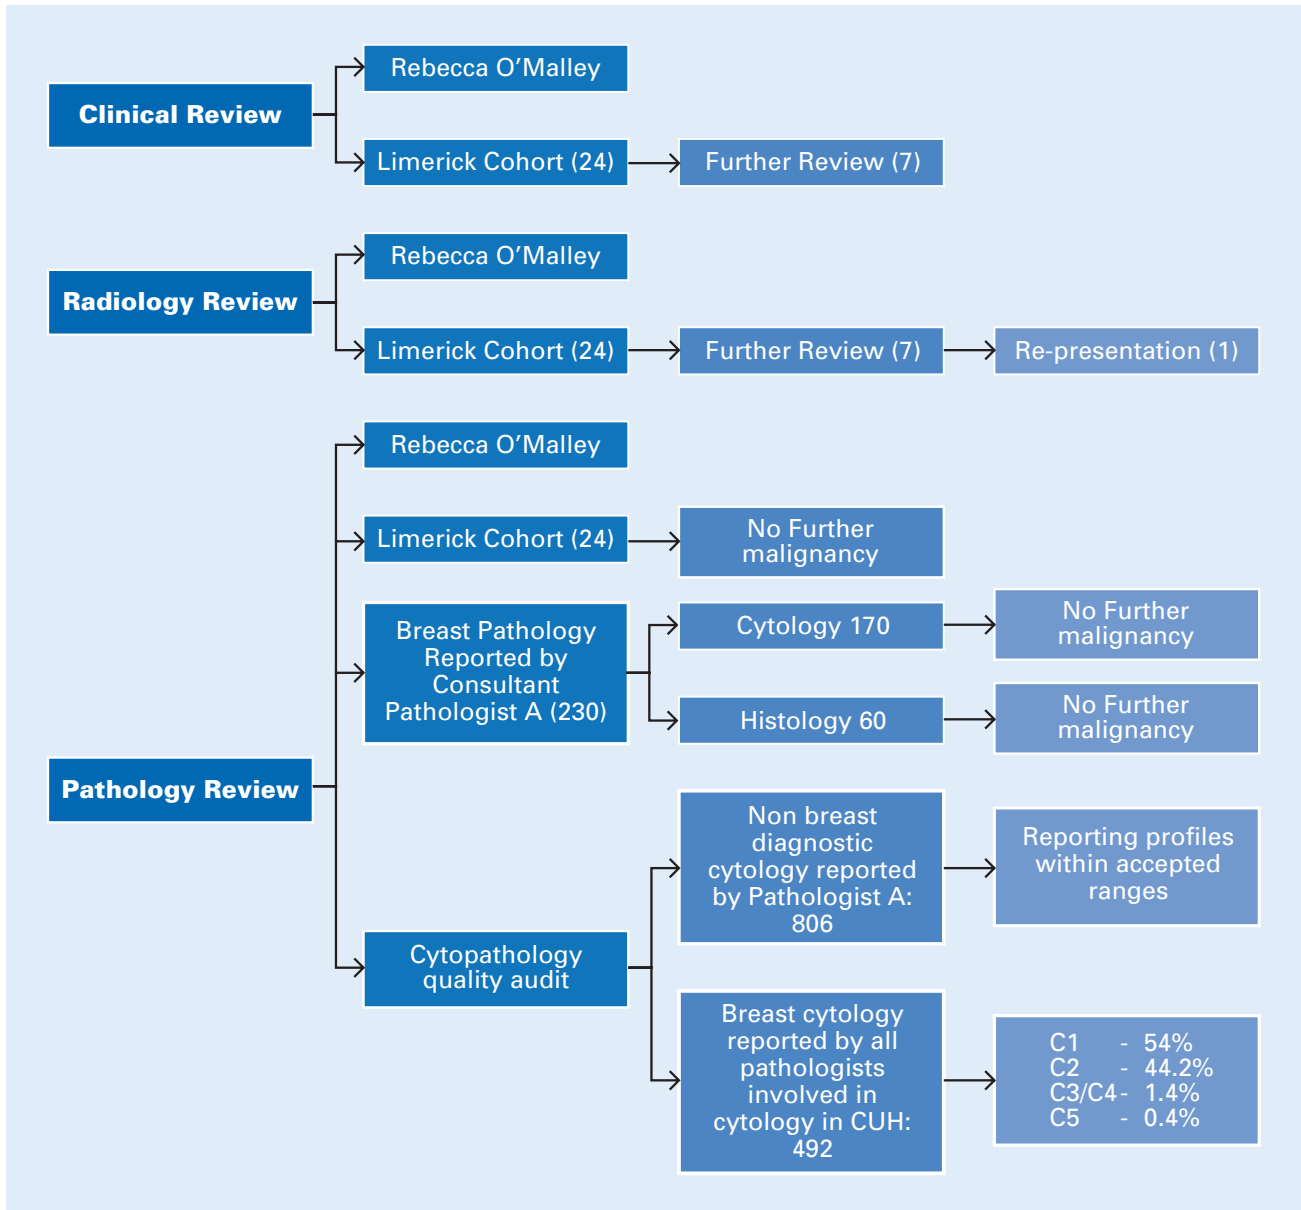 Clinical Review
Rebecca O’Malley
Limerick Cohort (24)
Further Review (7)
Radiology Review
Rebecca O’Malley
Limerick Cohort (24)
Further Review (7)
Re-presentation (1)
Pathology Review
Rebecca O’Malley
Limerick Cohort (24)
No Further
malignancy
Breast Pathology
Reported by
Consultant
Pathologist A (230)
Cytology 170
No Further
malignancy
Histology 60
No Further
malignancy
Cytopathology
quality audit
Non breast
diagnostic
cytology reported
by Pathologist A:
806
Reporting profiles
within accepted
ranges
Breast cytology
reported by all
pathologists
involved in
cytology in CUH:
492
C1 - 54%
C2 - 44.2%
C3/C4 - 1.4%
C5 - 0.4%